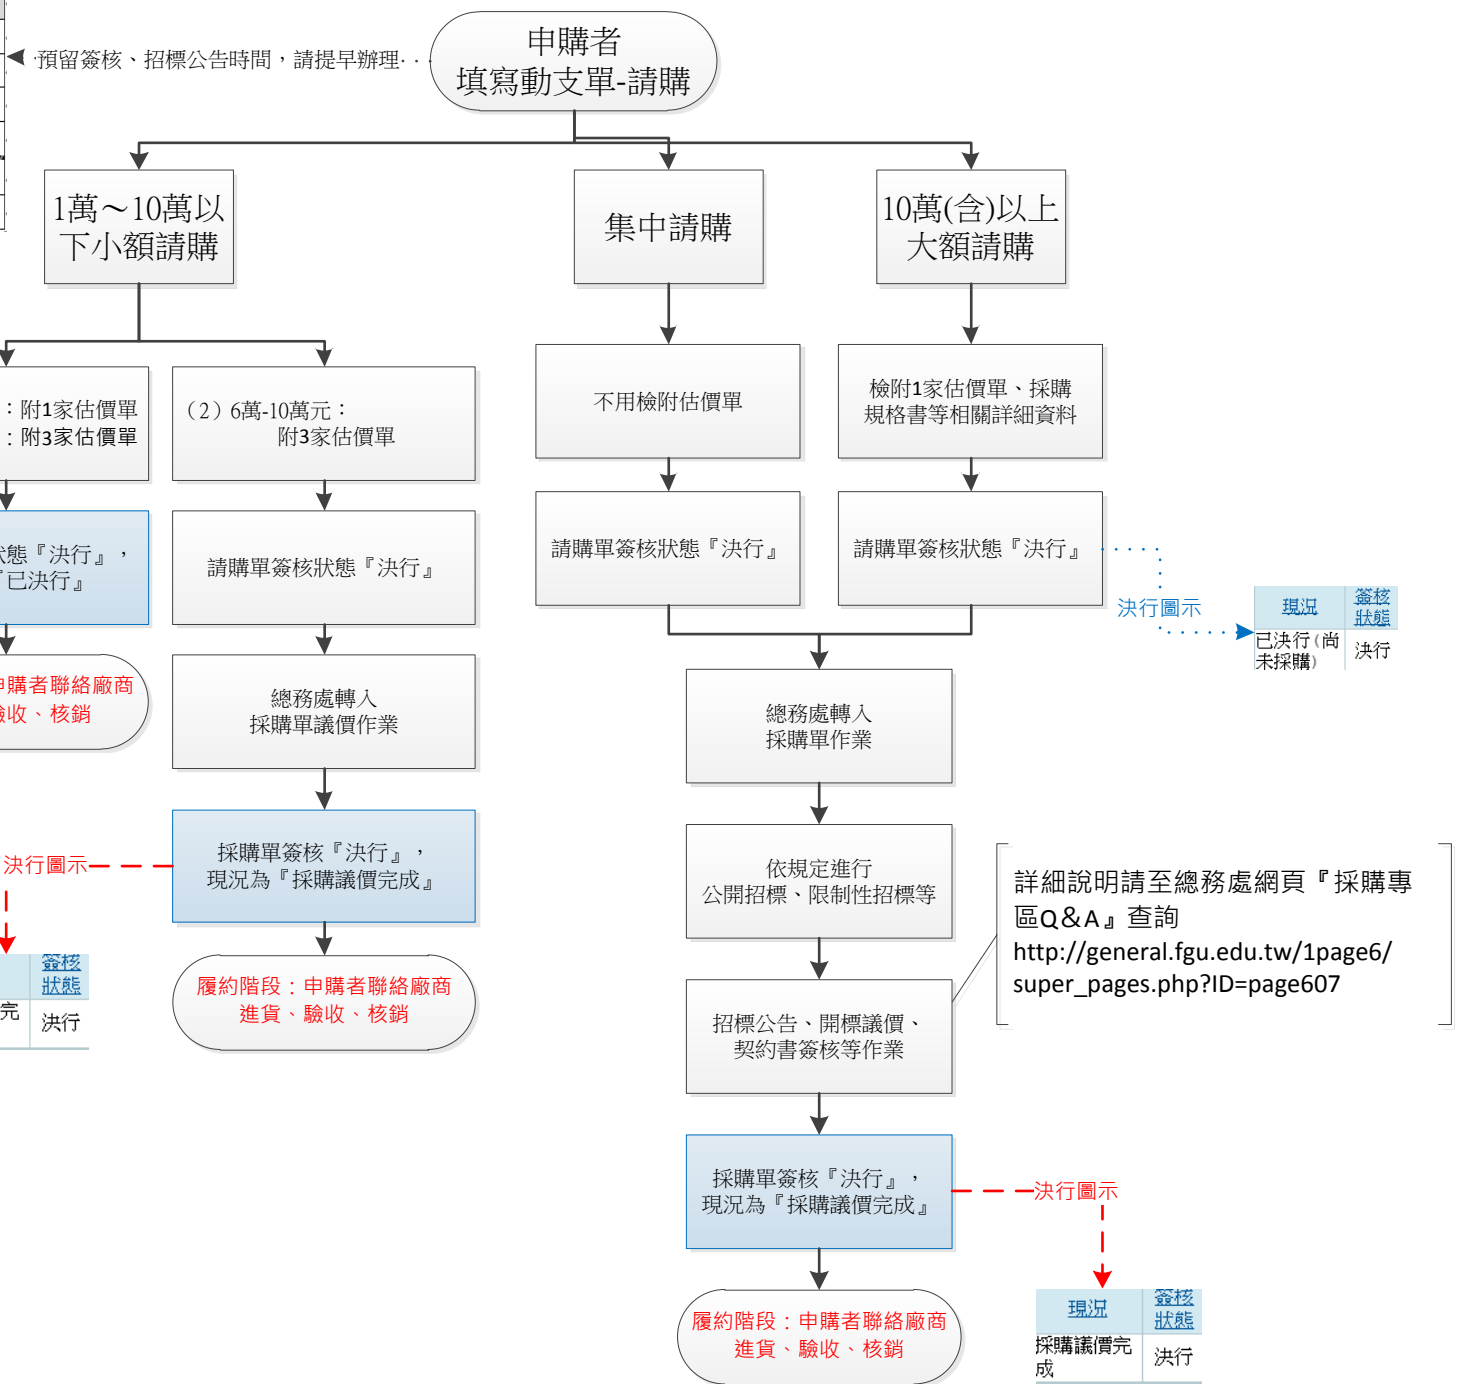 申購者
填寫動支單-請購
預留簽核、招標公告時間，請提早辦理
1萬～10萬以
下小額請購
集中請購
10萬(含)以上
大額請購
：附1家估價單
：附3家估價單
（2）6萬-10萬元：
附3家估價單
不用檢附估價單
檢附1家估價單、採購
規格書等相關詳細資料
態『決行』，
『已決行』
請購單簽核狀態『決行』
請購單簽核狀態『決行』
請購單簽核狀態『決行』
決行圖示
現況
簽核
狀態
已決行(尚
未採購)
決行
申購者聯絡廠商
驗收、核銷
總務處轉入
採購單議價作業
總務處轉入
採購單作業
決行圖示
採購單簽核『決行』，
現況為『採購議價完成』
依規定進行
公開招標、限制性招標等
詳細說明請至總務處網頁『採購專
區Q＆A』查詢
http://general.fgu.edu.tw/1page6/
super_pages.php?ID=page607
簽核
狀態
完
決行
履約階段：申購者聯絡廠商
進貨、驗收、核銷
招標公告、開標議價、
契約書簽核等作業
採購單簽核『決行』，
現況為『採購議價完成』
決行圖示
履約階段：申購者聯絡廠商
進貨、驗收、核銷
現況
簽核
狀態
採購議價完
成
決行